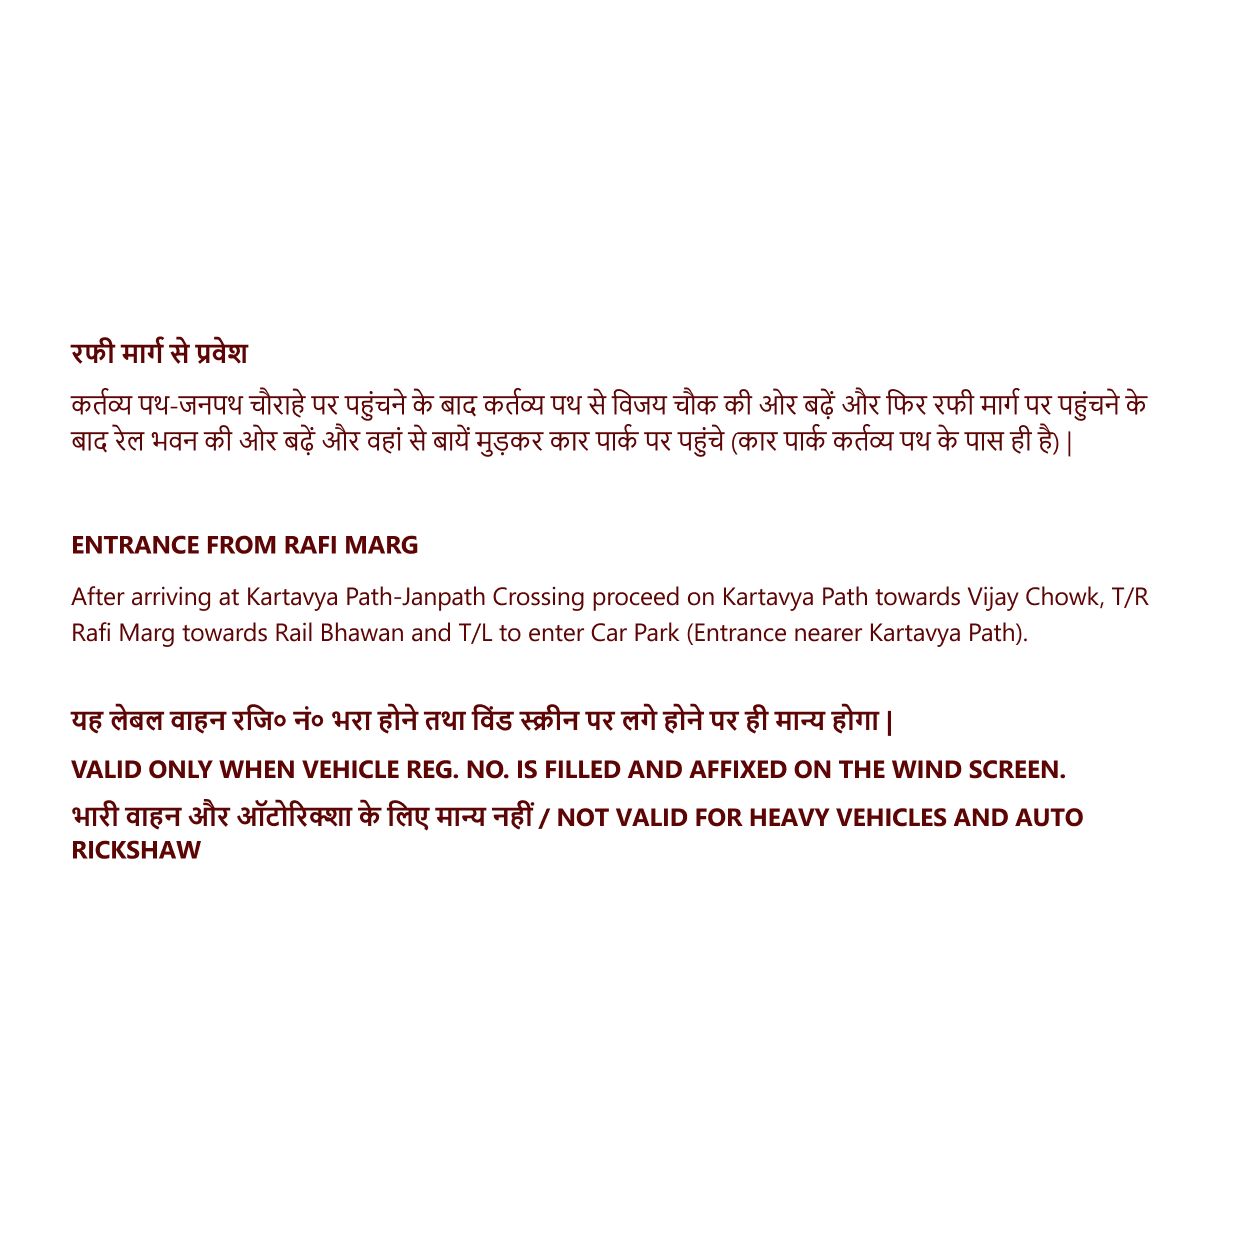 रफी मार्ग से प्रवेश
कर्तव्य पथ-जनपथ चौराहे पर पहुंचने के बाद कर्तव्य पथ से विजय चौक की ओर बढ़ें और फिर रफी मार्ग पर पहुंचने के
बाद रेल भवन की ओर बढ़ें और वहां से बायें मुड़कर कार पार्क पर पहुंचे (कार पार्क कर्तव्य पथ के पास ही है) |
ENTRANCE FROM RAFI MARG
After arriving at Kartavya Path-Janpath Crossing proceed on Kartavya Path towards Vijay Chowk, T/R
Rafi Marg towards Rail Bhawan and T/L to enter Car Park (Entrance nearer Kartavya Path).
यह लेबल वाहन रजि० नं० भरा होने तथा विंड स्क्रीन पर लगे होने पर ही मान्य होगा |
VALID ONLY WHEN VEHICLE REG. NO. IS FILLED AND AFFIXED ON THE WIND SCREEN.
भारी वाहन और ऑटोरिक्शा के लिए मान्य नहीं / NOT VALID FOR HEAVY VEHICLES AND AUTO
RICKSHAW